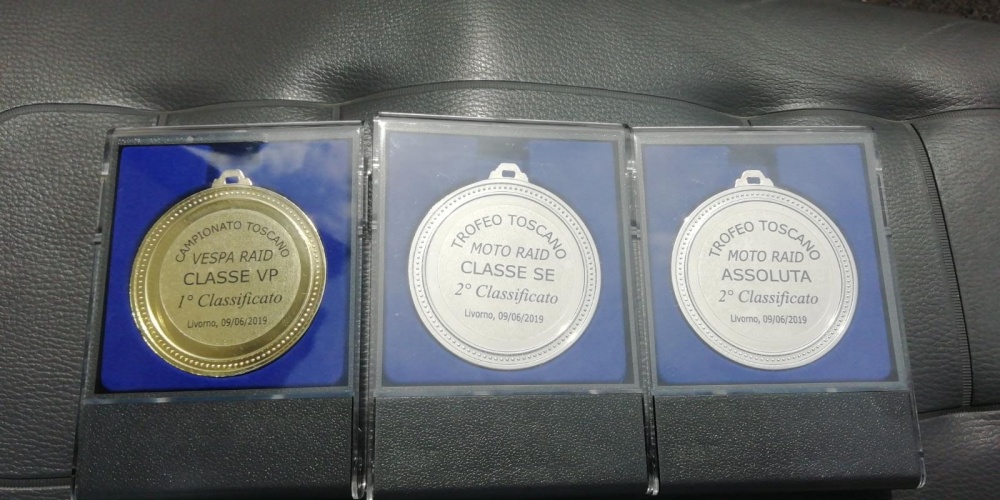 CAMPIONATO TOSCANO
VESPA RAID
CLASSE VP
1° Classificato
Livorno, 09/06/2019
TROFEO TOSCANO
MOTO RAID
CLASSE SE
2° Classificato
Livorno, 09/06/2019
TROFEO TOSCANO
MOTO RAID
ASSOLUTA
2° Classificato
Livorno, 09/06/2019